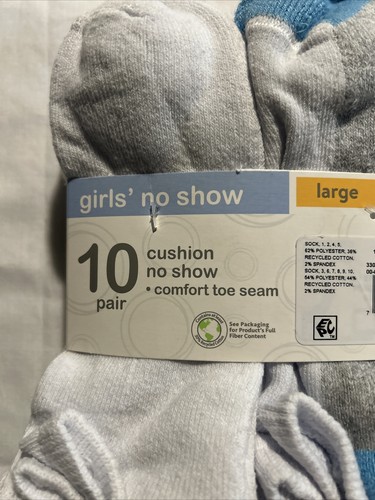 girls' no show
large
10
pair
cushion
no show
• comfort toe seam
SOCK, 1, 2, 4, 5,
62% POLYESTER, 36%
RECYCLED COTTON,
2% SPANDEX
SOCK, 3, 6, 7, 8, 9, 10,
54% POLYESTER, 44%
RECYCLED COTTON,
2% SPANDEX
See Packaging
for Product's Full
Fiber Content